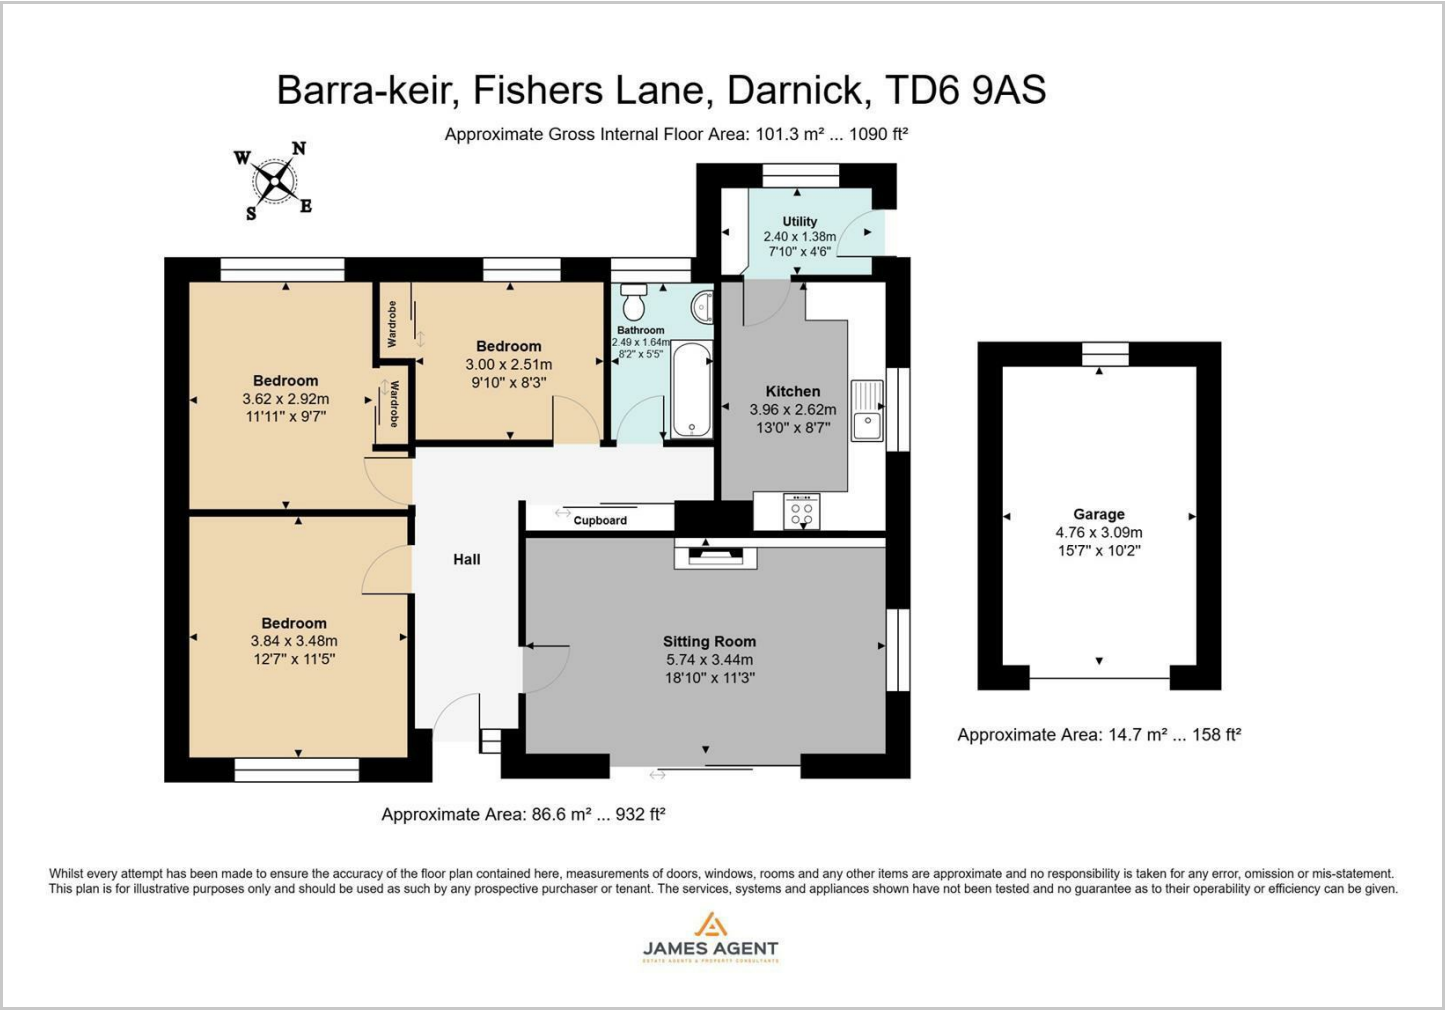 Barra-keir, Fishers Lane, Darnick, TD6 9AS
Approximate Gross Internal Floor Area: 101.3 m² ... 1090 ft²
N
W
E
S
Utility
2.40 x 1.38m
7'10" x 4'6"
Wardrobe
Bedroom
3.00 x 2.51m
9'10" x 8'3"
Bathroom
2.49 x 1.64m
8'2" x 5'5"
Bedroom
3.62 x 2.92m
11'11" x 9'7"
Wardrobe
Kitchen
3.96 x 2.62m
13'0" x 8'7"
Cupboard
Hall
Garage
4.76 x 3.09m
15'7" x 10'2"
Bedroom
3.84 x 3.48m
12'7" x 11'5"
Sitting Room
5.74 x 3.44m
18'10" x 11'3"
Approximate Area: 14.7 m² ... 158 ft²
Approximate Area: 86.6 m² ... 932 ft²
Whilst every attempt has been made to ensure the accuracy of the floor plan contained here, measurements of doors, windows, rooms and any other items are approximate and no responsibility is taken for any error, omission or mis-statement.
This plan is for illustrative purposes only and should be used as such by any prospective purchaser or tenant. The services, systems and appliances shown have not been tested and no guarantee as to their operability or efficiency can be given.
JAMES AGENT
ESTATE AGENTS & PROPERTY CONSULTANTS